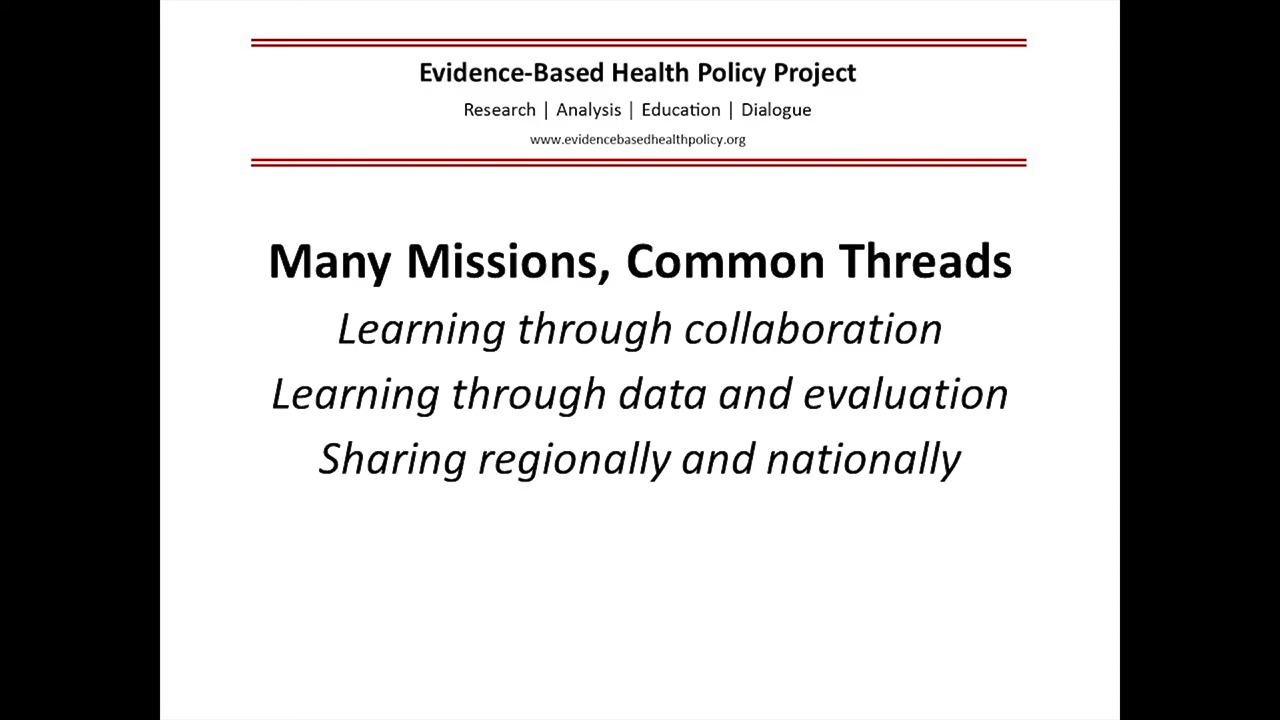 Evidence-Based Health Policy Project
Research | Analysis | Education | Dialogue
www.evidencebasedhealthpolicy.org
Many Missions, Common Threads
Learning through collaboration
Learning through data and evaluation
Sharing regionally and nationally